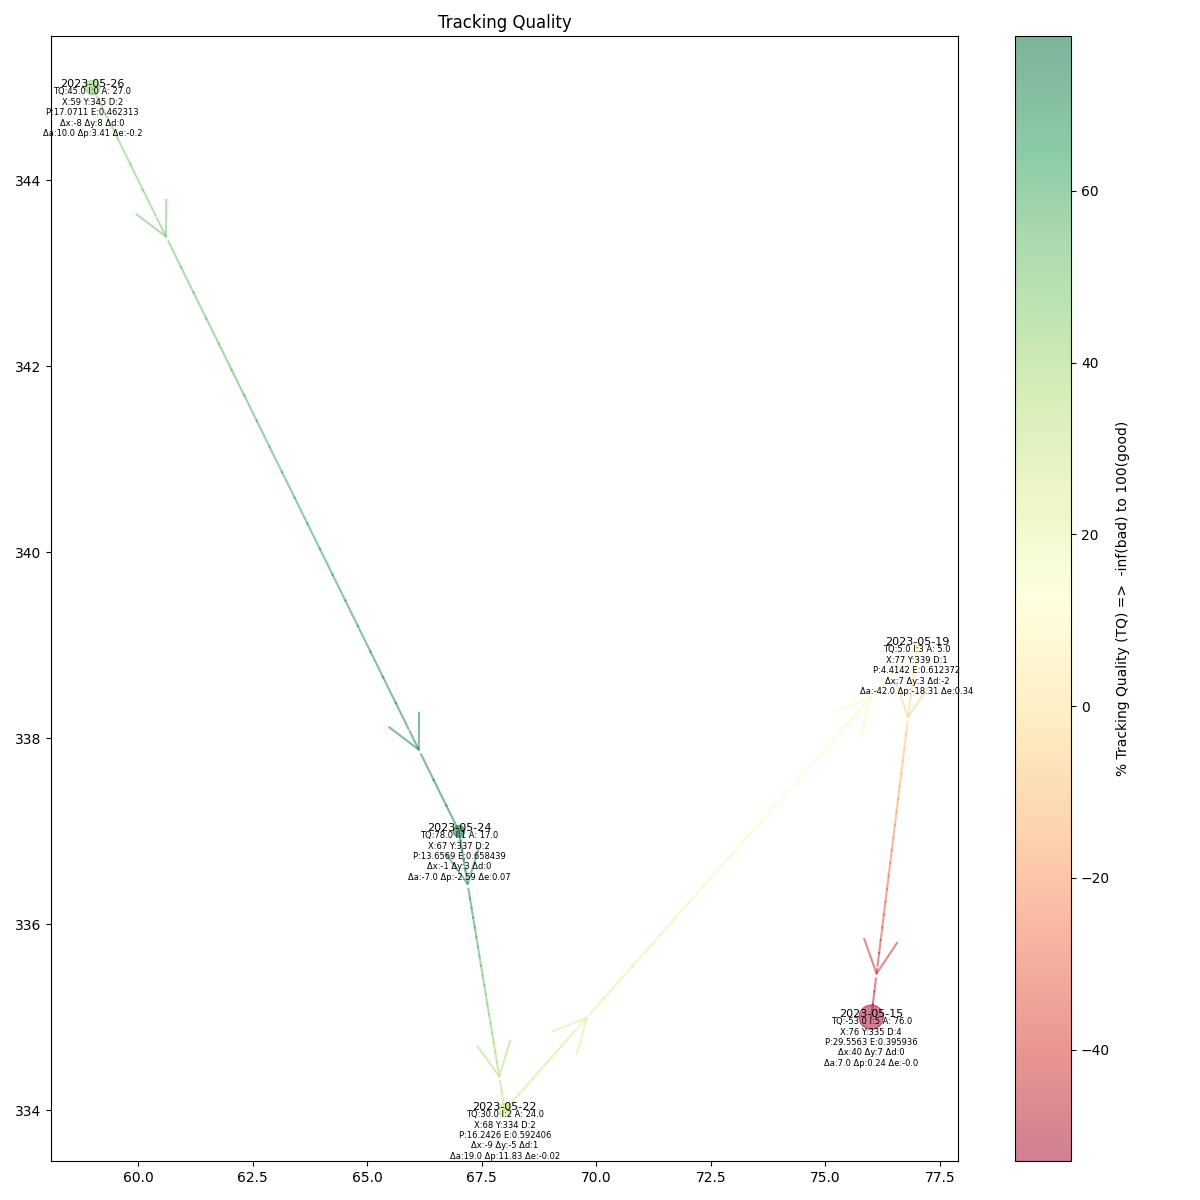 Tracking Quality
2023-05-26
TQ:45.0 I:0 A: 27.0
X:59 Y:345 D:2
P:17.0711 E:0.462313
Δx:-8 Δy:8 Δd:0
Δa:10.0 Δp:3.41 Δe:-0.2
2023-05-19
TQ:5.0 I:3 A: 5.0
X:77 Y:339 D:1
P:4.4142 E:0.612372
Δx:7 Δy:3 Δd:-2
Δa:-42.0 Δp:-18.31 Δe:0.34
2023-05-24
TQ:78.0 I:1 A: 17.0
X:67 Y:337 D:2
P:13.6569 E:0.658439
Δx:-1 Δy:3 Δd:0
Δa:-7.0 Δp:-2.59 Δe:0.07
2023-05-15
TQ:-53.0 I:5 A: 76.0
X:76 Y:335 D:4
P:29.5563 E:0.395936
Δx:40 Δy:7 Δd:0
Δa:7.0 Δp:0.24 Δe:-0.0
2023-05-22
TQ:30.0 I:2 A: 24.0
X:68 Y:334 D:2
P:16.2426 E:0.592406
Δx:-9 Δy:-5 Δd:1
Δa:19.0 Δp:11.83 Δe:-0.02
344
342
340
338
336
334
60.0
62.5
65.0
67.5
70.0
72.5
75.0
77.5
60
40
20
0
−20
−40
% Tracking Quality (TQ) => -inf(bad) to 100(good)